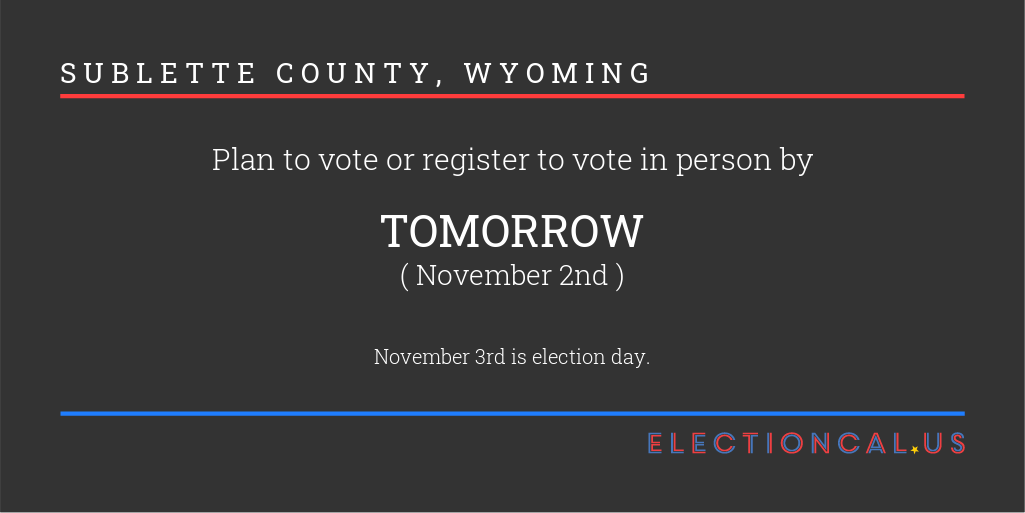 SUBLETTE COUNTY, WYOMING
Plan to vote or register to vote in person by
TOMORROW
( November 2nd )
November 3rd is election day.
ELECTIONCAL.US